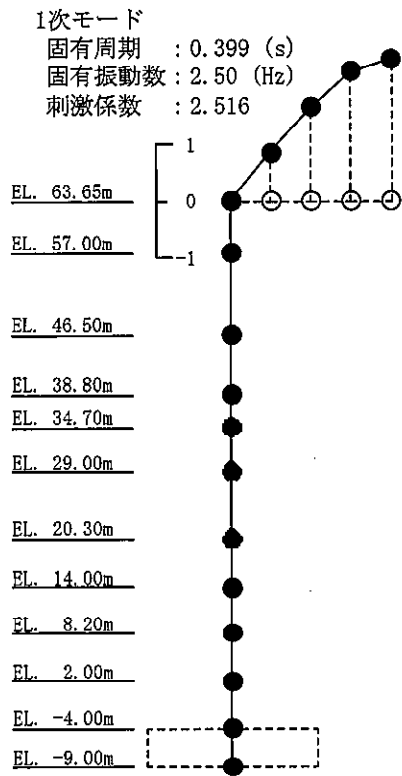 1次モード
固有周期 : 0.399 (s)
固有振動数 : 2.50 (Hz)
刺激係数 : 2.516
1
0
-1
EL. 63.65m
EL. 57.00m
EL. 46.50m
EL. 38.80m
EL. 34.70m
EL. 29.00m
EL. 20.30m
EL. 14.00m
EL. 8.20m
EL. 2.00m
EL. -4.00m
EL. -9.00m